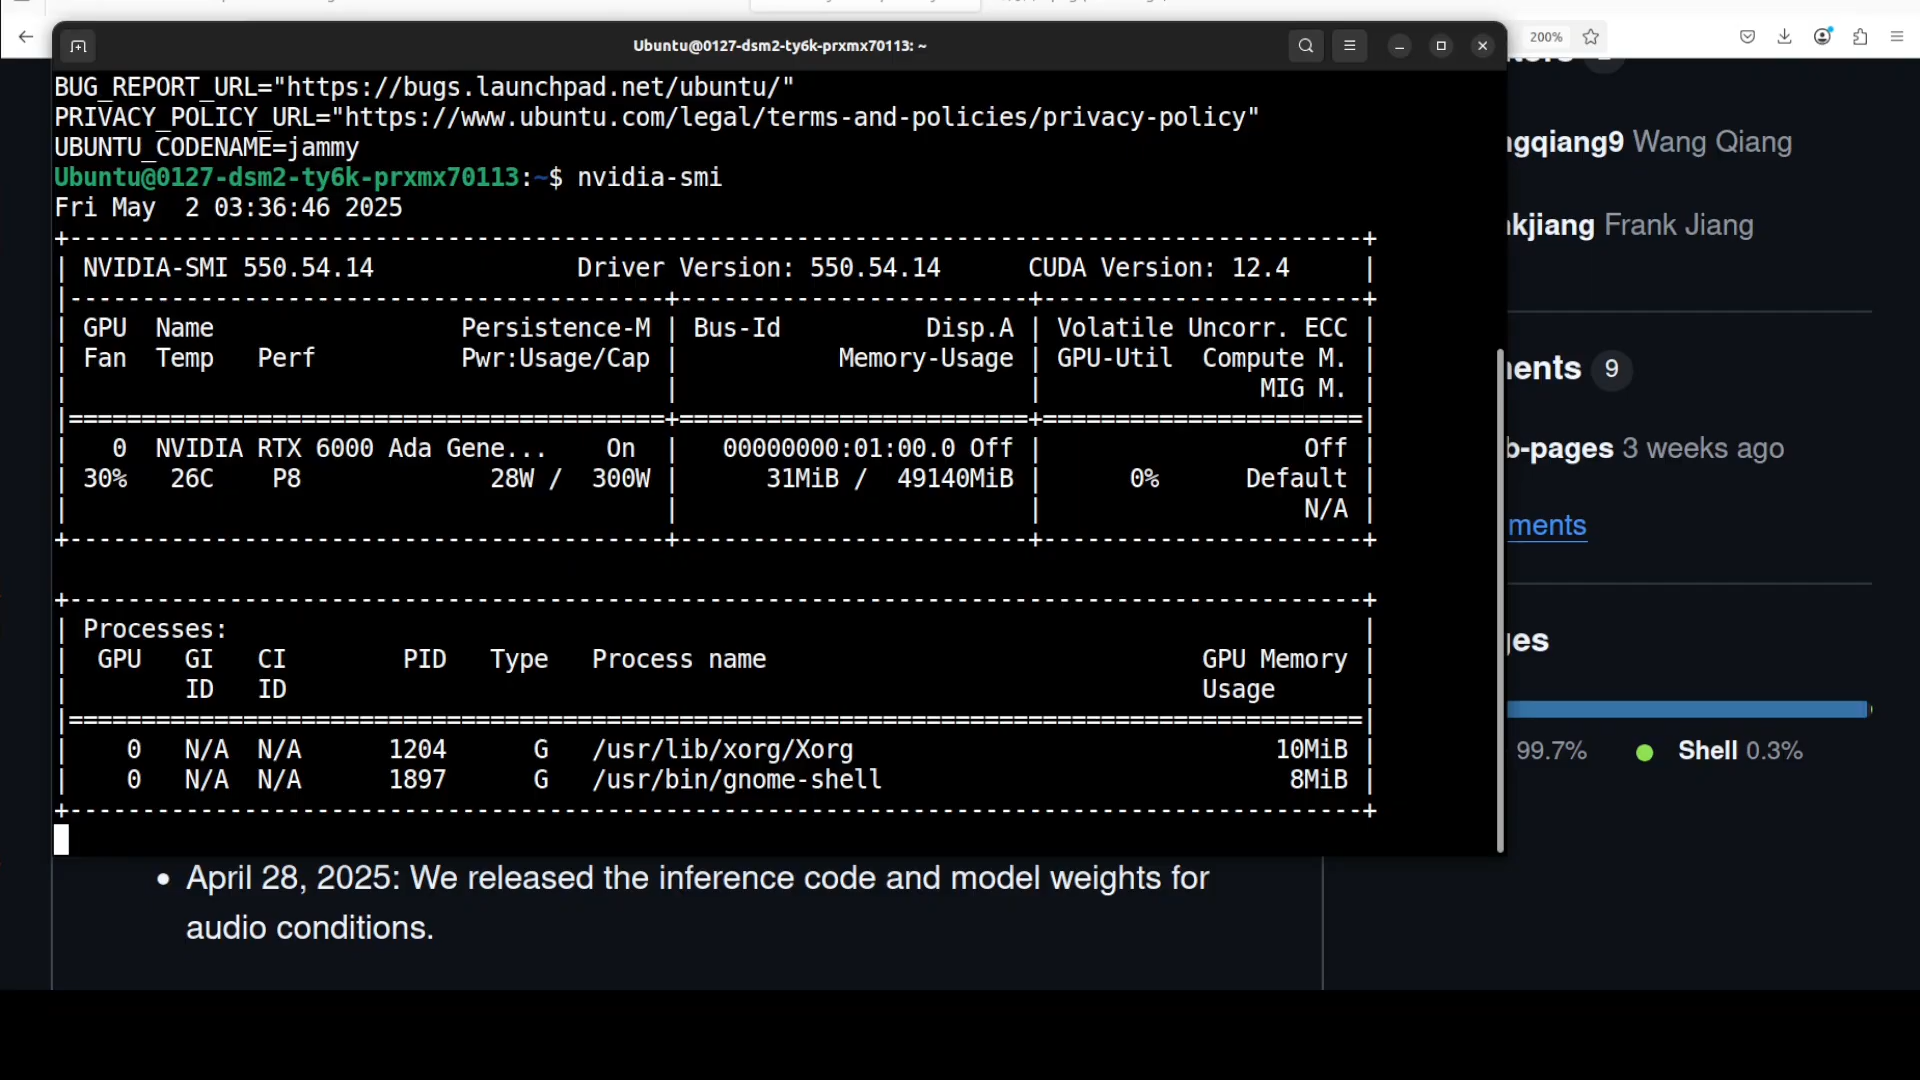 Ubuntu@0127-dsm2-ty6k-prxmx70113: ~
200%
BUG_REPORT_URL="https://bugs.launchpad.net/ubuntu/"
PRIVACY_POLICY_URL="https://www.ubuntu.com/legal/terms-and-policies/privacy-policy"
UBUNTU_CODENAME=jammy
Ubuntu@0127-dsm2-ty6k-prxmx70113:~$ nvidia-smi
Fri May  2 03:36:46 2025
+-----------------------------------------------------------------------------------------+
| NVIDIA-SMI 550.54.14              Driver Version: 550.54.14      CUDA Version: 12.4     |
|-----------------------------------------+------------------------+----------------------+
| GPU  Name                 Persistence-M | Bus-Id          Disp.A | Volatile Uncorr. ECC |
| Fan  Temp   Perf          Pwr:Usage/Cap |           Memory-Usage | GPU-Util  Compute M. |
|                                         |                        |               MIG M. |
|=========================================+========================+======================|
|   0  NVIDIA RTX 6000 Ada Gene...    On  |   00000000:01:00.0 Off |                  Off |
| 30%   26C    P8             28W /  300W |      31MiB /  49140MiB |      0%      Default |
|                                         |                        |                  N/A |
+-----------------------------------------+------------------------+----------------------+
+-----------------------------------------------------------------------------------------+
| Processes:                                                                              |
|  GPU   GI   CI        PID   Type   Process name                              GPU Memory |
|        ID   ID                                                               Usage      |
|=========================================================================================|
|    0   N/A  N/A      1204      G   /usr/lib/xorg/Xorg                             10MiB |
|    0   N/A  N/A      1897      G   /usr/bin/gnome-shell                            8MiB |
+-----------------------------------------------------------------------------------------+
• April 28, 2025: We released the inference code and model weights for
audio conditions.
ngqiang9 Wang Qiang
kjiang Frank Jiang
ents 9
b-pages 3 weeks ago
ments
es
99.7% Shell 0.3%